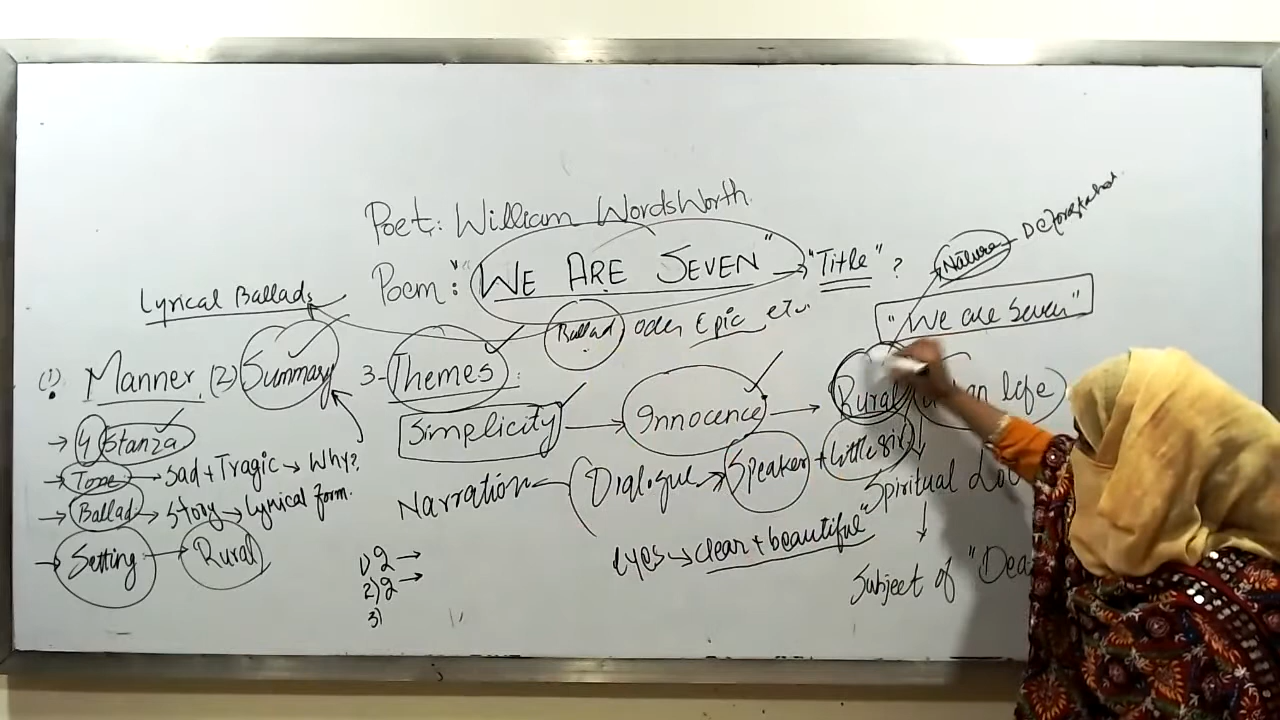 Poet: William WordsWorth
Poem: "WE ARE SEVEN" → "Title" ?
Nature Deforestation
Lyrical Ballads
Ballad odes Epic etc.
"We are Seven"
(1) Manner (2) Summary 3- Themes:
→ 4 Stanza
→ Tone → Sad + Tragic → Why?
→ Ballad → Story → Lyrical form.
→ Setting → Rural
Simplicity → Innocence → Rural life)
Narration Dialogue → Speaker + little girl
Spiritual
eyes → clear + beautiful"
Subject of "Dea
1) 2 →
2) 2 →
3)